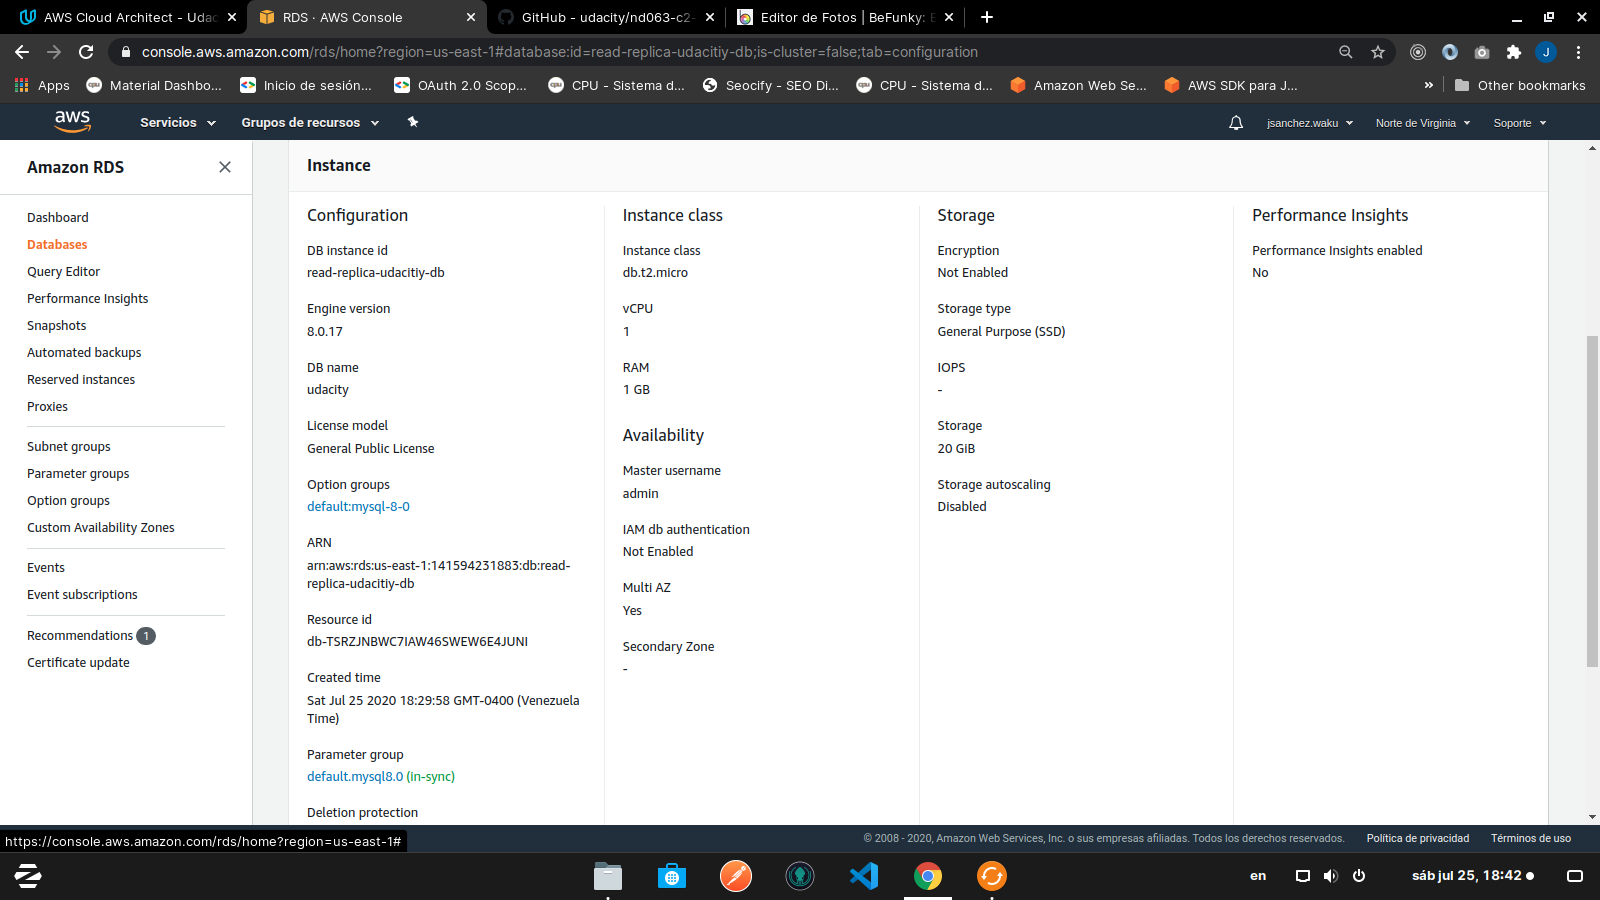 AWS Cloud Architect - Udac
RDS · AWS Console
GitHub - udacity/nd063-c2-
Editor de Fotos | BeFunky: E
console.aws.amazon.com/rds/home?region=us-east-1#database:id=read-replica-udacitiy-db;is-cluster=false;tab=configuration
J
Apps
Material Dashbo...
Inicio de sesión...
OAuth 2.0 Scop...
CPU - Sistema d...
Seocify - SEO Di...
CPU - Sistema d...
Amazon Web Se...
AWS SDK para J...
»
Other bookmarks
aws
Servicios
Grupos de recursos
jsanchez.waku
Norte de Virginia
Soporte
Amazon RDS
Dashboard
Databases
Query Editor
Performance Insights
Snapshots
Automated backups
Reserved instances
Proxies
Subnet groups
Parameter groups
Option groups
Custom Availability Zones
Events
Event subscriptions
Recommendations 1
Certificate update
Instance
Configuration
DB instance id
read-replica-udacitiy-db
Engine version
8.0.17
DB name
udacity
License model
General Public License
Option groups
default:mysql-8-0
ARN
arn:aws:rds:us-east-1:141594231883:db:read-
replica-udacitiy-db
Resource id
db-TSRZJNBWC7IAW46SWEW6E4JUNI
Created time
Sat Jul 25 2020 18:29:58 GMT-0400 (Venezuela
Time)
Parameter group
default.mysql8.0 (in-sync)
Deletion protection
Instance class
Instance class
db.t2.micro
vCPU
1
RAM
1 GB
Availability
Master username
admin
IAM db authentication
Not Enabled
Multi AZ
Yes
Secondary Zone
-
Storage
Encryption
Not Enabled
Storage type
General Purpose (SSD)
IOPS
-
Storage
20 GiB
Storage autoscaling
Disabled
Performance Insights
Performance Insights enabled
No
https://console.aws.amazon.com/rds/home?region=us-east-1#
© 2008 - 2020, Amazon Web Services, Inc. o sus empresas afiliadas. Todos los derechos reservados.
Política de privacidad
Términos de uso
en
sáb jul 25, 18:42